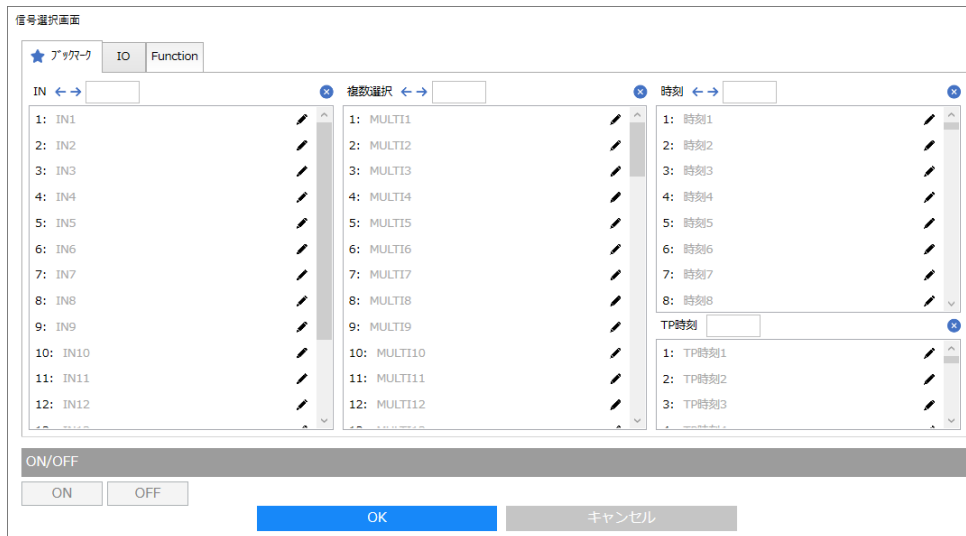 信号選択画面
ブックマーク IO Function
IN
1: IN1
2: IN2
3: IN3
4: IN4
5: IN5
6: IN6
7: IN7
8: IN8
9: IN9
10: IN10
11: IN11
12: IN12
複数選択
1: MULTI1
2: MULTI2
3: MULTI3
4: MULTI4
5: MULTI5
6: MULTI6
7: MULTI7
8: MULTI8
9: MULTI9
10: MULTI10
11: MULTI11
12: MULTI12
時刻
1: 時刻1
2: 時刻2
3: 時刻3
4: 時刻4
5: 時刻5
6: 時刻6
7: 時刻7
8: 時刻8
TP時刻
1: TP時刻1
2: TP時刻2
3: TP時刻3
ON/OFF
ON OFF
OK キャンセル